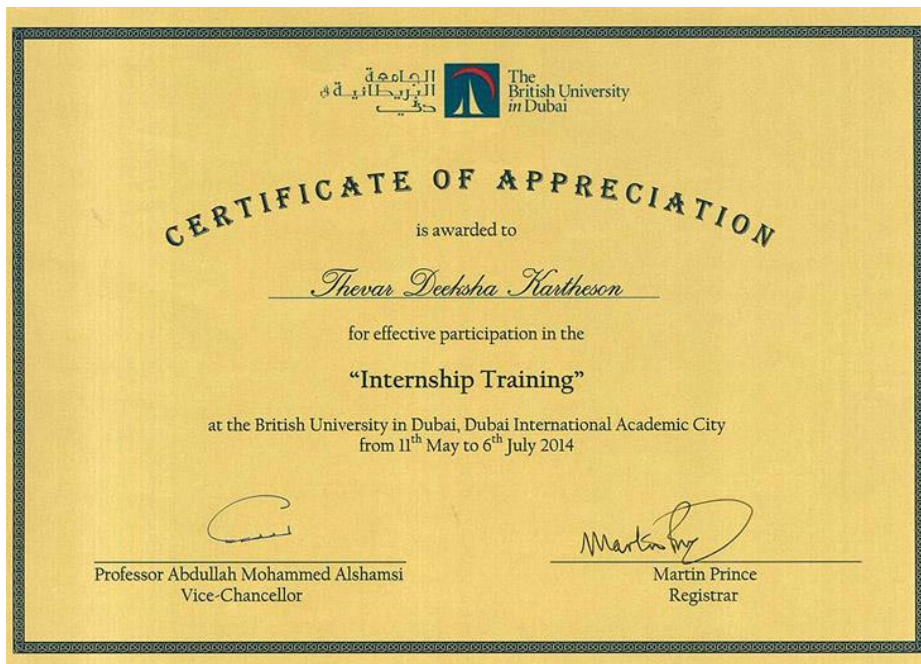 الجامعة
البريطانية في
دبي
The
British University
in Dubai
CERTIFICATE OF APPRECIATION
is awarded to
Thevar Deeksha Kartheson
for effective participation in the
“Internship Training”
at the British University in Dubai, Dubai International Academic City
from 11th May to 6th July 2014
Professor Abdullah Mohammed Alshamsi
Vice-Chancellor
Martin Prince
Registrar